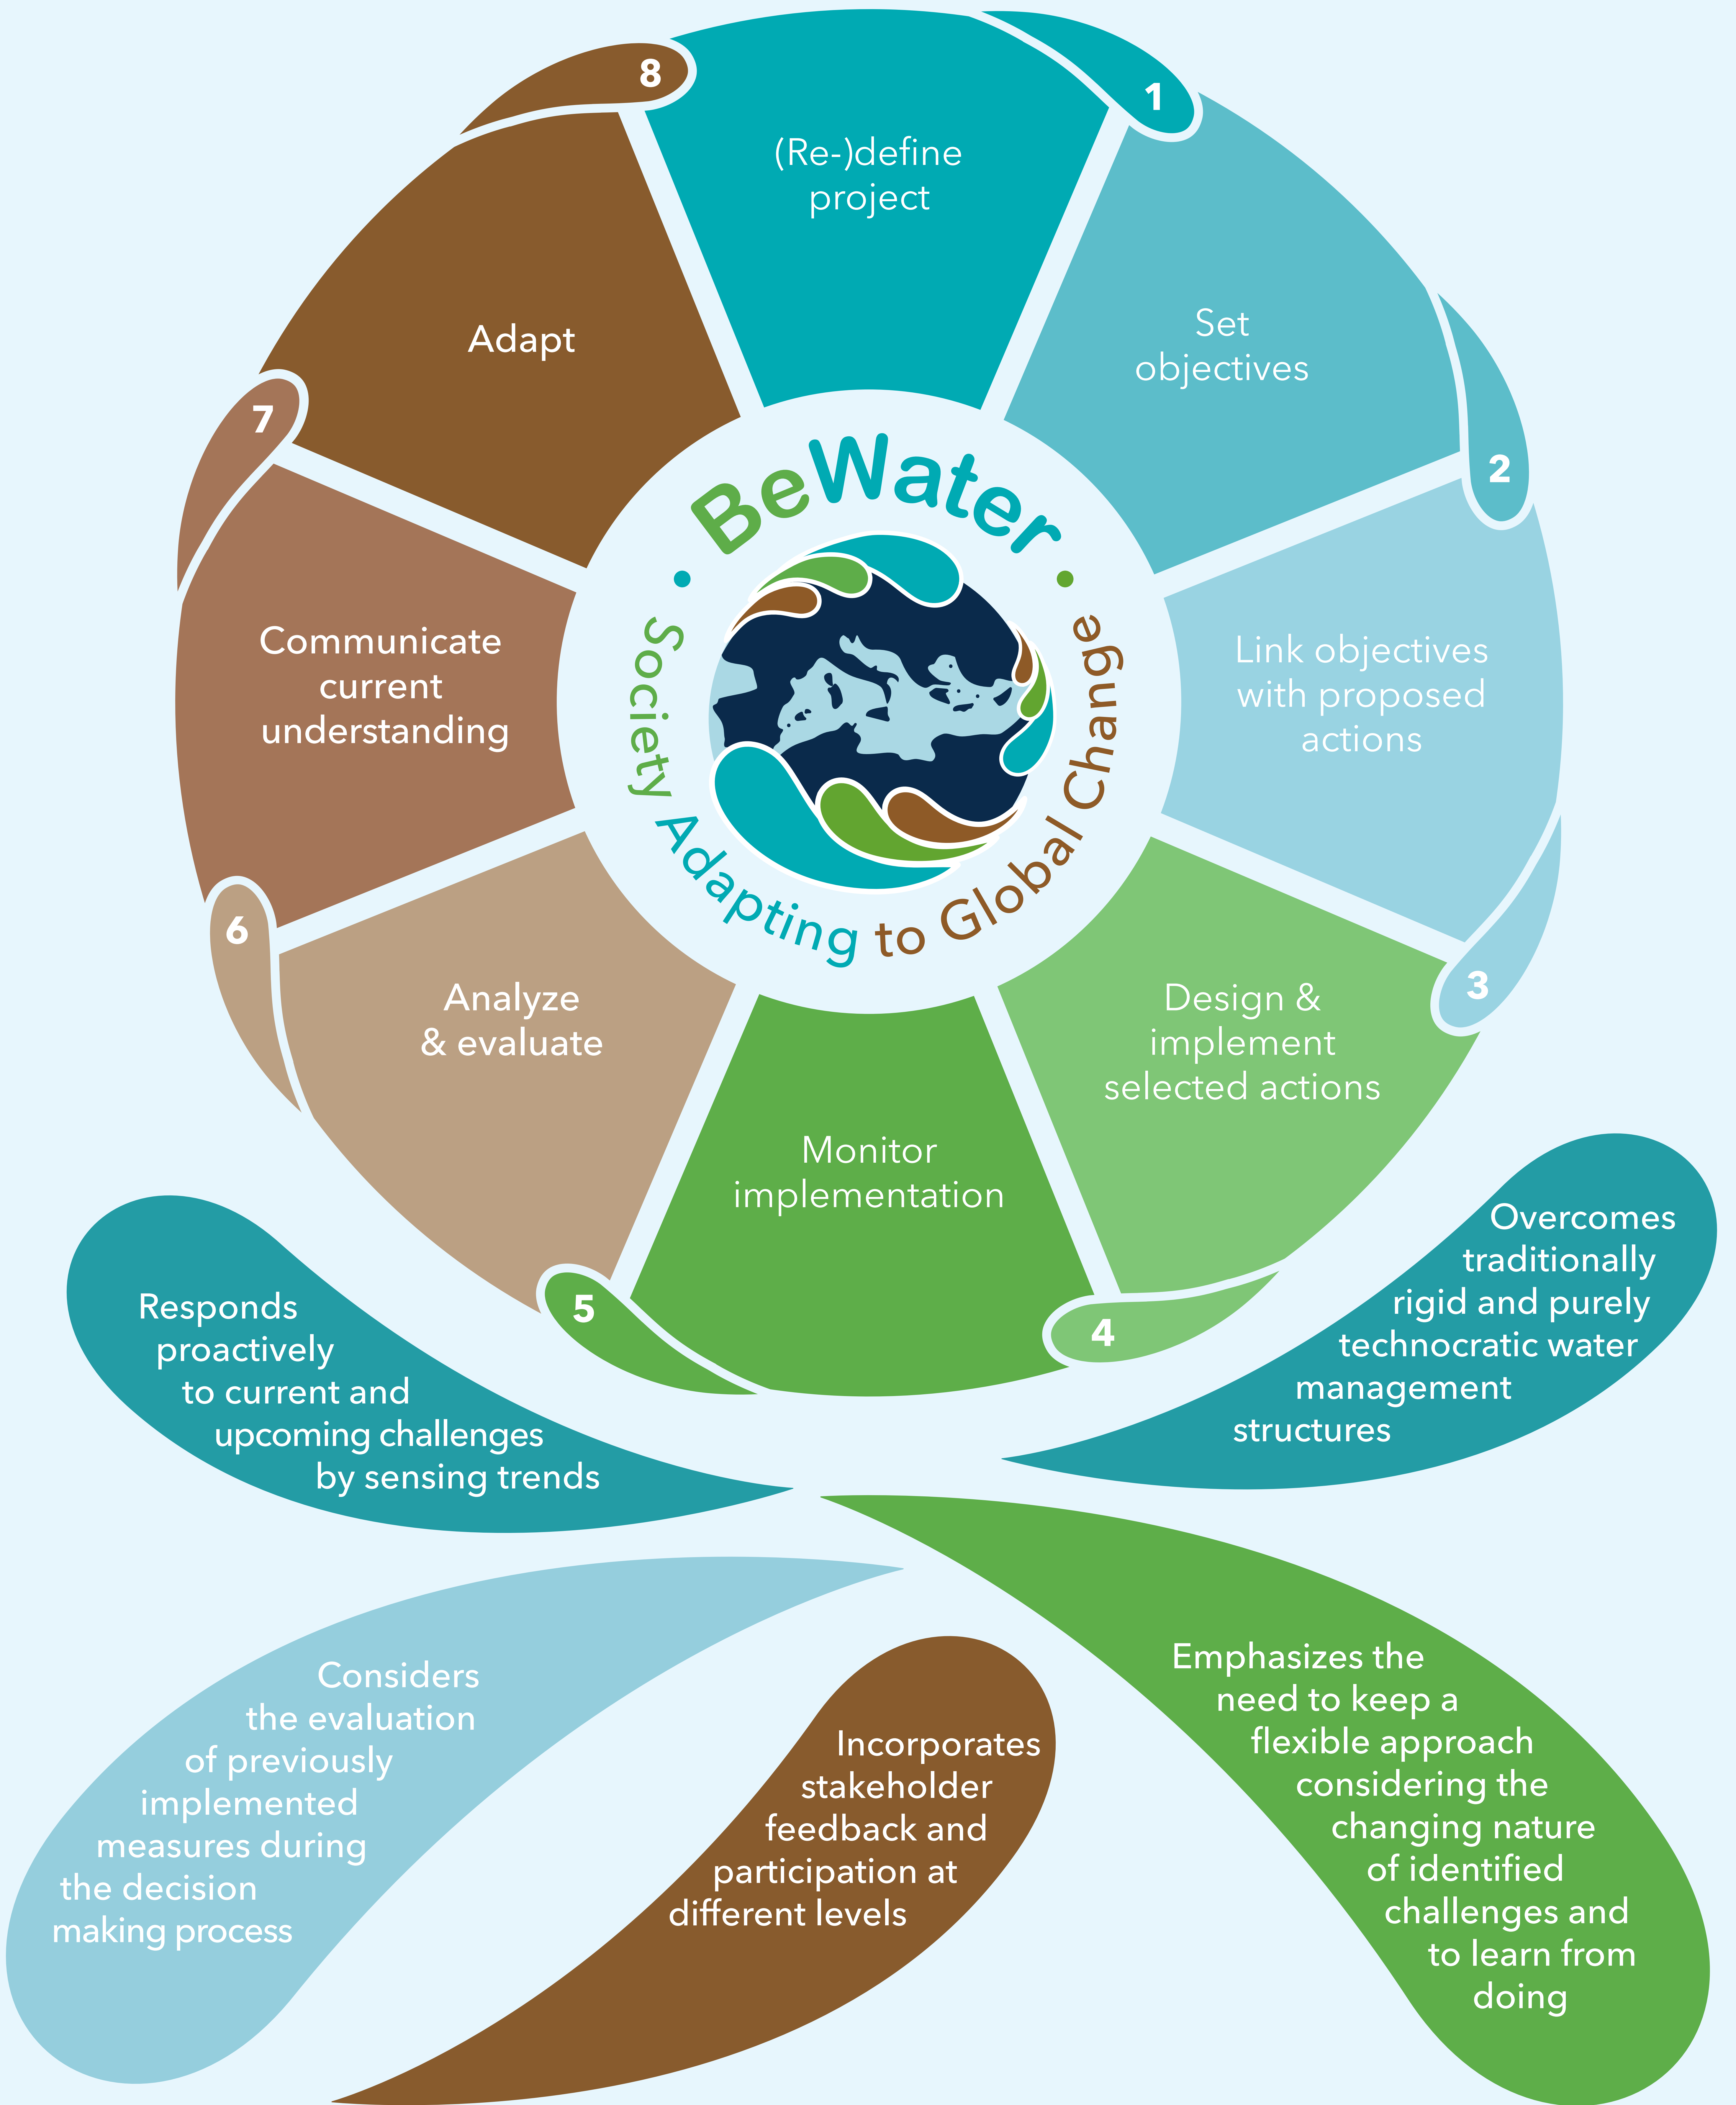 (Re-)define
project
1
Set
objectives
2
Link objectives
with proposed
actions
3
Design &
implement
selected actions
4
Monitor
implementation
5
Analyze
& evaluate
6
Communicate
current
understanding
7
Adapt
8
BeWater
Society Adapting to Global Change
Responds
proactively
to current and
upcoming challenges
by sensing trends
Overcomes
traditionally
rigid and purely
technocratic water
management
structures
Considers
the evaluation
of previously
implemented
measures during
the decision
making process
Incorporates
stakeholder
feedback and
participation at
different levels
Emphasizes the
need to keep a
flexible approach
considering the
changing nature
of identified
challenges and
to learn from
doing